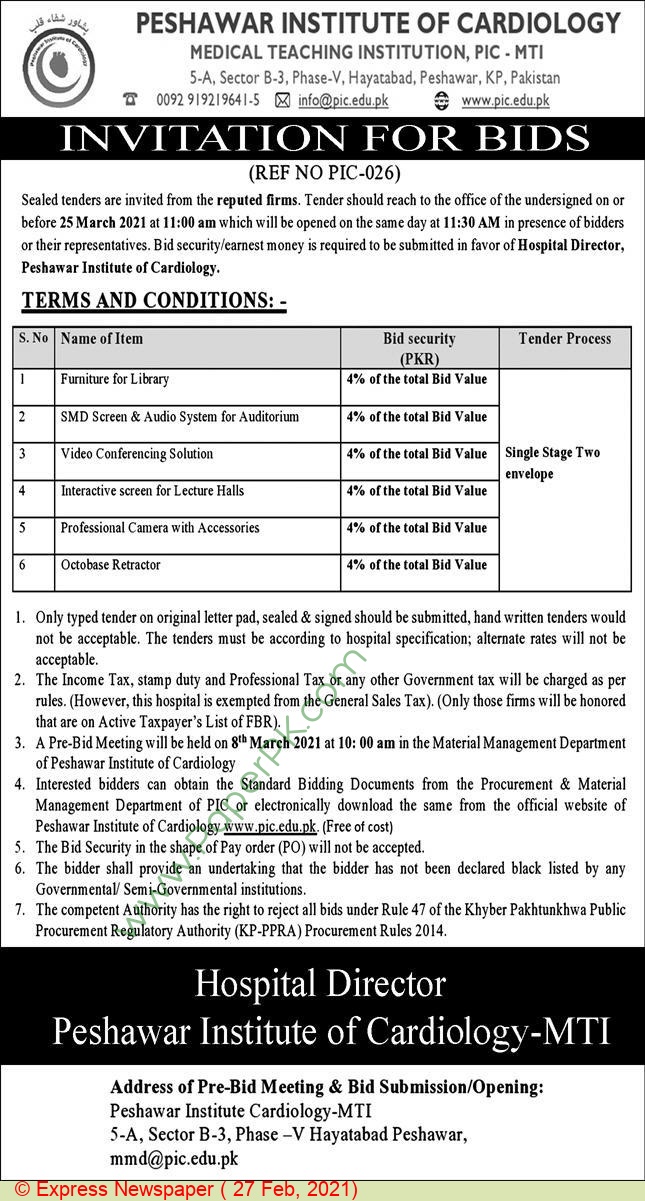 پشاور شفاء قلب
Peshawar Institute of Cardiology
PESHAWAR INSTITUTE OF CARDIOLOGY
MEDICAL TEACHING INSTITUTION, PIC - MTI
5-A, Sector B-3, Phase-V, Hayatabad, Peshawar, KP, Pakistan
☎ 0092 919219641-5 ✉ info@pic.edu.pk www.pic.edu.pk
INVITATION FOR BIDS
(REF NO PIC-026)
Sealed tenders are invited from the reputed firms. Tender should reach to the office of the undersigned on or
before 25 March 2021 at 11:00 am which will be opened on the same day at 11:30 AM in presence of bidders
or their representatives. Bid security/earnest money is required to be submitted in favor of Hospital Director,
Peshawar Institute of Cardiology.
TERMS AND CONDITIONS: -
S. No Name of Item Bid security (PKR) Tender Process
1 Furniture for Library 4% of the total Bid Value
2 SMD Screen & Audio System for Auditorium 4% of the total Bid Value
3 Video Conferencing Solution 4% of the total Bid Value
Single Stage Two
envelope
4 Interactive screen for Lecture Halls 4% of the total Bid Value
5 Professional Camera with Accessories 4% of the total Bid Value
6 Octobase Retractor 4% of the total Bid Value
1. Only typed tender on original letter pad, sealed & signed should be submitted, hand written tenders would
not be acceptable. The tenders must be according to hospital specification; alternate rates will not be
acceptable.
2. The Income Tax, stamp duty and Professional Tax or any other Government tax will be charged as per
rules. (However, this hospital is exempted from the General Sales Tax). (Only those firms will be honored
that are on Active Taxpayer's List of FBR).
3. A Pre-Bid Meeting will be held on 8th March 2021 at 10: 00 am in the Material Management Department
of Peshawar Institute of Cardiology
4. Interested bidders can obtain the Standard Bidding Documents from the Procurement & Material
Management Department of PIC or electronically download the same from the official website of
Peshawar Institute of Cardiology www.pic.edu.pk. (Free of cost)
5. The Bid Security in the shape of Pay order (PO) will not be accepted.
6. The bidder shall provide an undertaking that the bidder has not been declared black listed by any
Governmental/ Semi-Governmental institutions.
7. The competent Authority has the right to reject all bids under Rule 47 of the Khyber Pakhtunkhwa Public
Procurement Regulatory Authority (KP-PPRA) Procurement Rules 2014.
www.PaperPK.com
Hospital Director
Peshawar Institute of Cardiology-MTI
Address of Pre-Bid Meeting & Bid Submission/Opening:
Peshawar Institute Cardiology-MTI
5-A, Sector B-3, Phase –V Hayatabad Peshawar,
mmd@pic.edu.pk
© Express Newspaper ( 27 Feb, 2021)